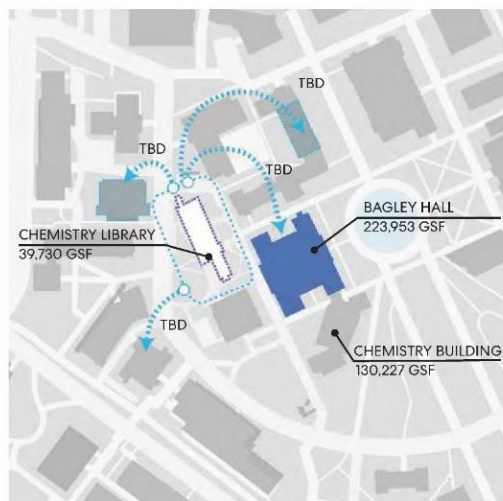 TBD
TBD
TBD
BAGLEY HALL
223,953 GSF
CHEMISTRY LIBRARY
39,730 GSF
TBD
CHEMISTRY BUILDING
130,227 GSF